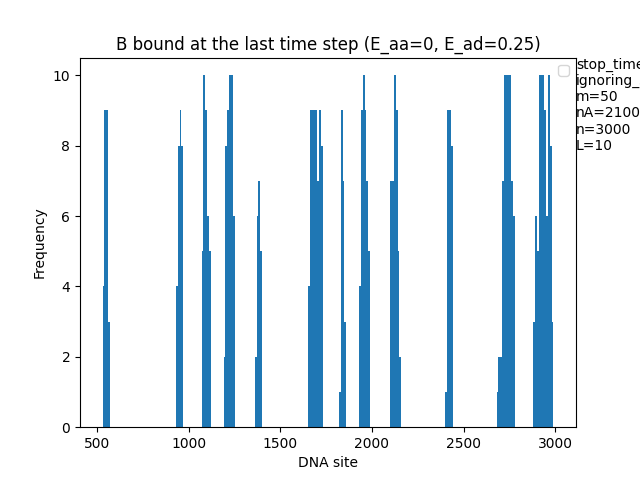 B bound at the last time step (E_aa=0, E_ad=0.25)
stop_time
ignoring_
m=50
nA=2100
n=3000
L=10
Frequency
10
8
6
4
2
0
500 1000 1500 2000 2500 3000
DNA site